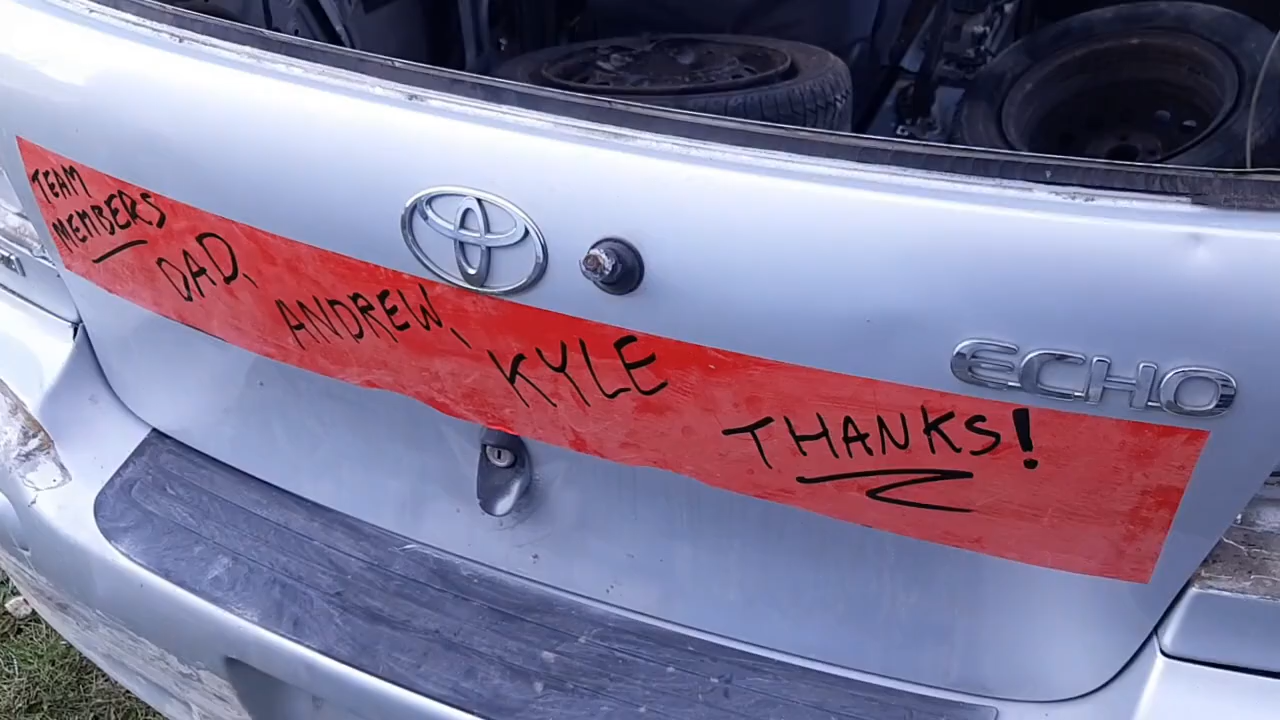 TEAM
MEMBERS
DAD, ANDREW, KYLE
THANKS!
ECHO